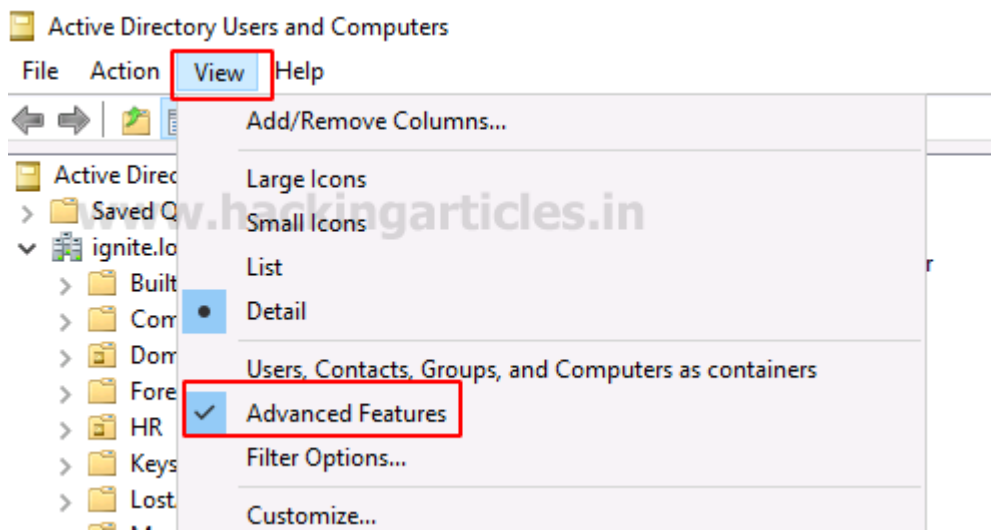 Active Directory Users and Computers
File Action View Help
Add/Remove Columns...
Active Direc
Large Icons
Saved Q
www.hackingarticles.in
Small Icons
ignite.lo
List
r
Built
Com
Detail
Dom
Users, Contacts, Groups, and Computers as containers
Fore
Advanced Features
HR
Keys
Filter Options...
Lost
Customize...